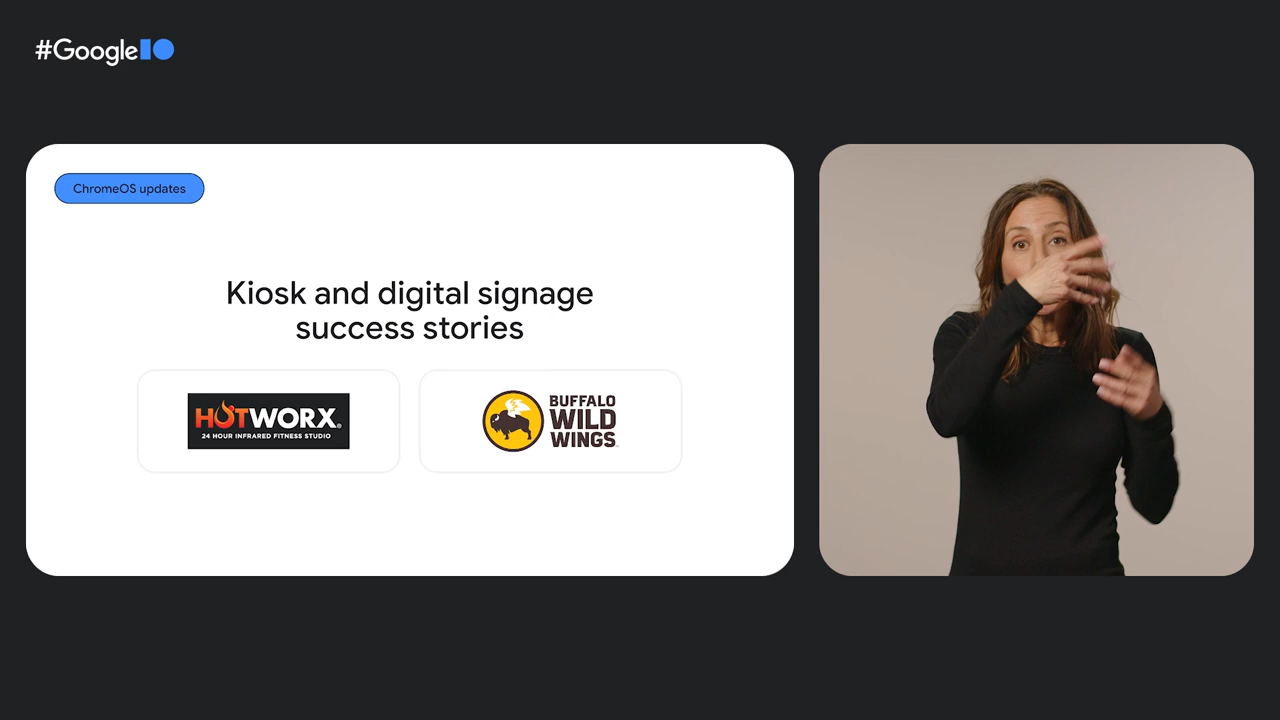 #GoogleIO
ChromeOS updates
Kiosk and digital signage
success stories
HOTWORX®
24 HOUR INFRARED FITNESS STUDIO
BUFFALO
WILD
WINGS